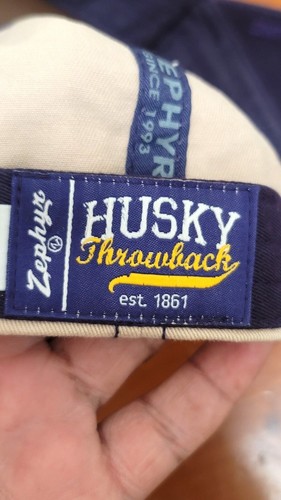 ZEPHYR
SINCE 1993
Zephyr
Z
HUSKY
Throwback
est. 1861